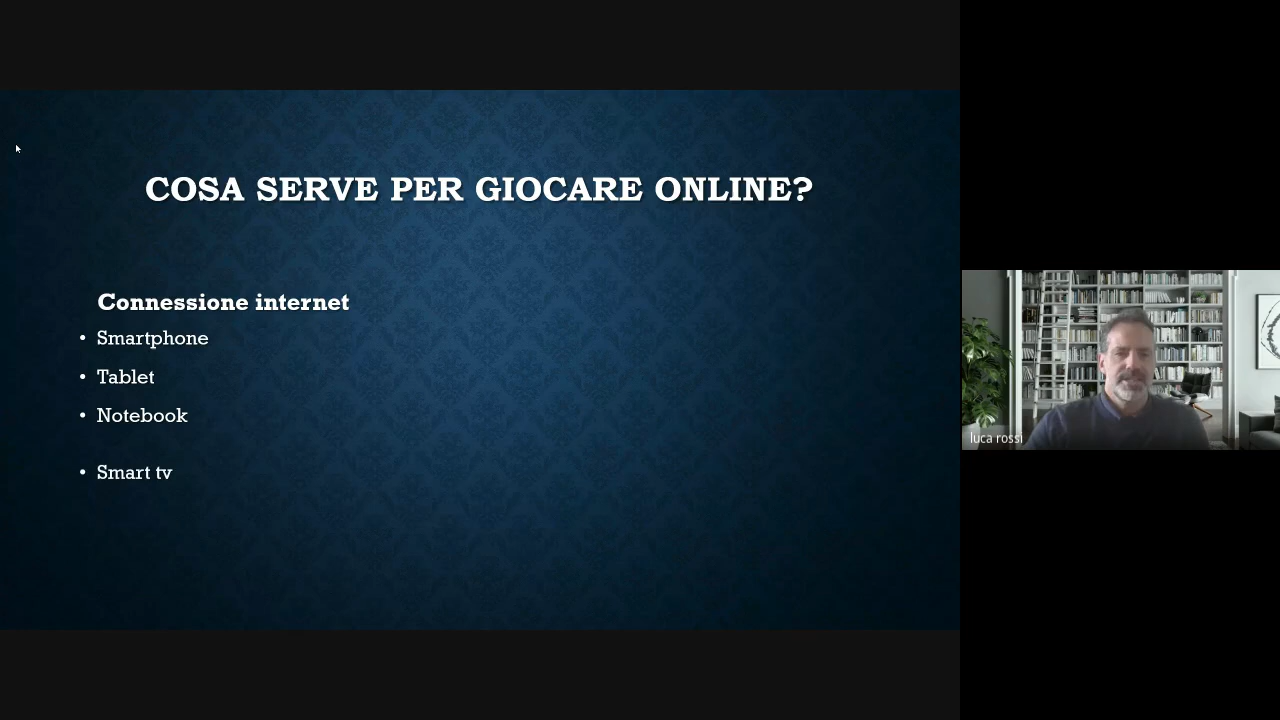 COSA SERVE PER GIOCARE ONLINE?
Connessione internet
• Smartphone
• Tablet
• Notebook
• Smart tv
luca rossi